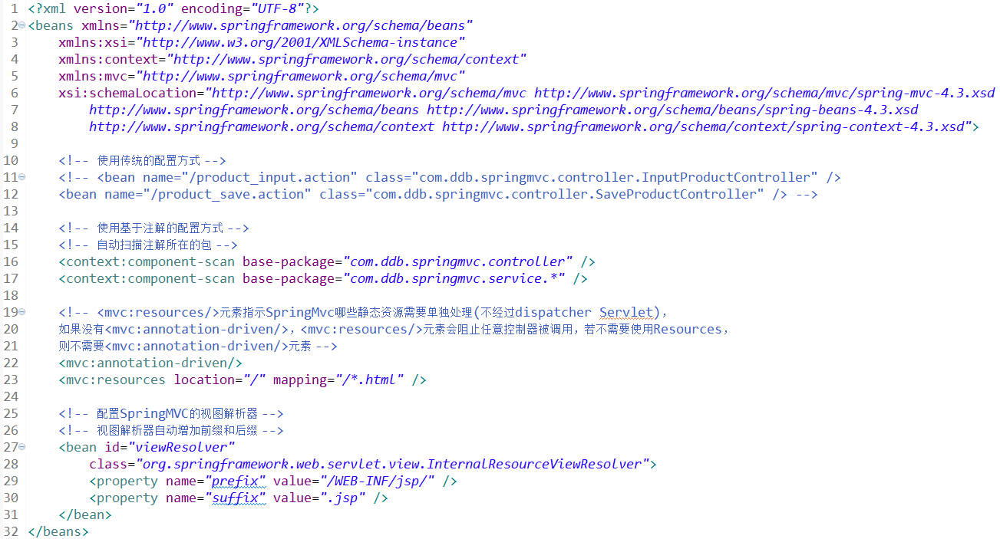 1 <?xml version="1.0" encoding="UTF-8"?>
2 <beans xmlns="http://www.springframework.org/schema/beans"
3 xmlns:xsi="http://www.w3.org/2001/XMLSchema-instance"
4 xmlns:context="http://www.springframework.org/schema/context"
5 xmlns:mvc="http://www.springframework.org/schema/mvc"
6 xsi:schemaLocation="http://www.springframework.org/schema/mvc http://www.springframework.org/schema/mvc/spring-mvc-4.3.xsd
7 http://www.springframework.org/schema/beans http://www.springframework.org/schema/beans/spring-beans-4.3.xsd
8 http://www.springframework.org/schema/context http://www.springframework.org/schema/context/spring-context-4.3.xsd">
9
10 <!-- 使用传统的配置方式 -->
11 <!-- <bean name="/product_input.action" class="com.ddb.springmvc.controller.InputProductController" />
12 <bean name="/product_save.action" class="com.ddb.springmvc.controller.SaveProductController" /> -->
13
14 <!-- 使用基于注解的配置方式 -->
15 <!-- 自动扫描注解所在的包 -->
16 <context:component-scan base-package="com.ddb.springmvc.controller" />
17 <context:component-scan base-package="com.ddb.springmvc.service.*" />
18
19 <!-- <mvc:resources/>元素指示SpringMvc哪些静态资源需要单独处理(不经过dispatcher Servlet)，
20 如果没有<mvc:annotation-driven/>，<mvc:resources/>元素会阻止任意控制器被调用，若不需要使用Resources，
21 则不需要<mvc:annotation-driven/>元素 -->
22 <mvc:annotation-driven/>
23 <mvc:resources location="/" mapping="/*.html" />
24
25 <!-- 配置SpringMVC的视图解析器 -->
26 <!-- 视图解析器自动增加前缀和后缀 -->
27 <bean id="viewResolver"
28 class="org.springframework.web.servlet.view.InternalResourceViewResolver">
29 <property name="prefix" value="/WEB-INF/jsp/" />
30 <property name="suffix" value=".jsp" />
31 </bean>
32 </beans>